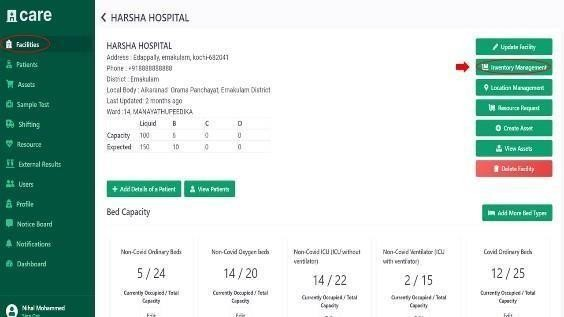 care
HARSHA HOSPITAL
Facilities
Patients
Assets
Sample Test
Shifting
Resource
External Results
Users
Profile
Notice Board
Notifications
Dashboard
Nihal Mohammed
Sign Out
HARSHA HOSPITAL
Address : Edappally, ernakulam, kochi-682041
Phone : +918888888888
District : Ernakulam
Local Body : Aikaranad Grama Panchayat, Ernakulam District
Last Updated: 2 months ago
Ward :14, MANAYATHUPEEDIKA
Liquid B C D
Capacity 100 6 0 0
Expected 150 10 0 0
Update Facility
Inventory Management
Location Management
Resource Request
Create Asset
View Assets
Delete Facility
+ Add Details of a Patient
View Patients
Bed Capacity
Add More Bed Types
Non-Covid Ordinary Beds
5 / 24
Currently Occupied / Total
Capacity
Edit
Non-Covid Oxygen beds
14 / 20
Currently Occupied / Total
Capacity
Edit
Non-Covid ICU (ICU without
ventilator)
14 / 22
Currently Occupied / Total
Capacity
Non-Covid Ventilator (ICU
with ventilator)
2 / 15
Currently Occupied / Total
Capacity
Covid Ordinary Beds
12 / 25
Currently Occupied / Total
Capacity
Edit